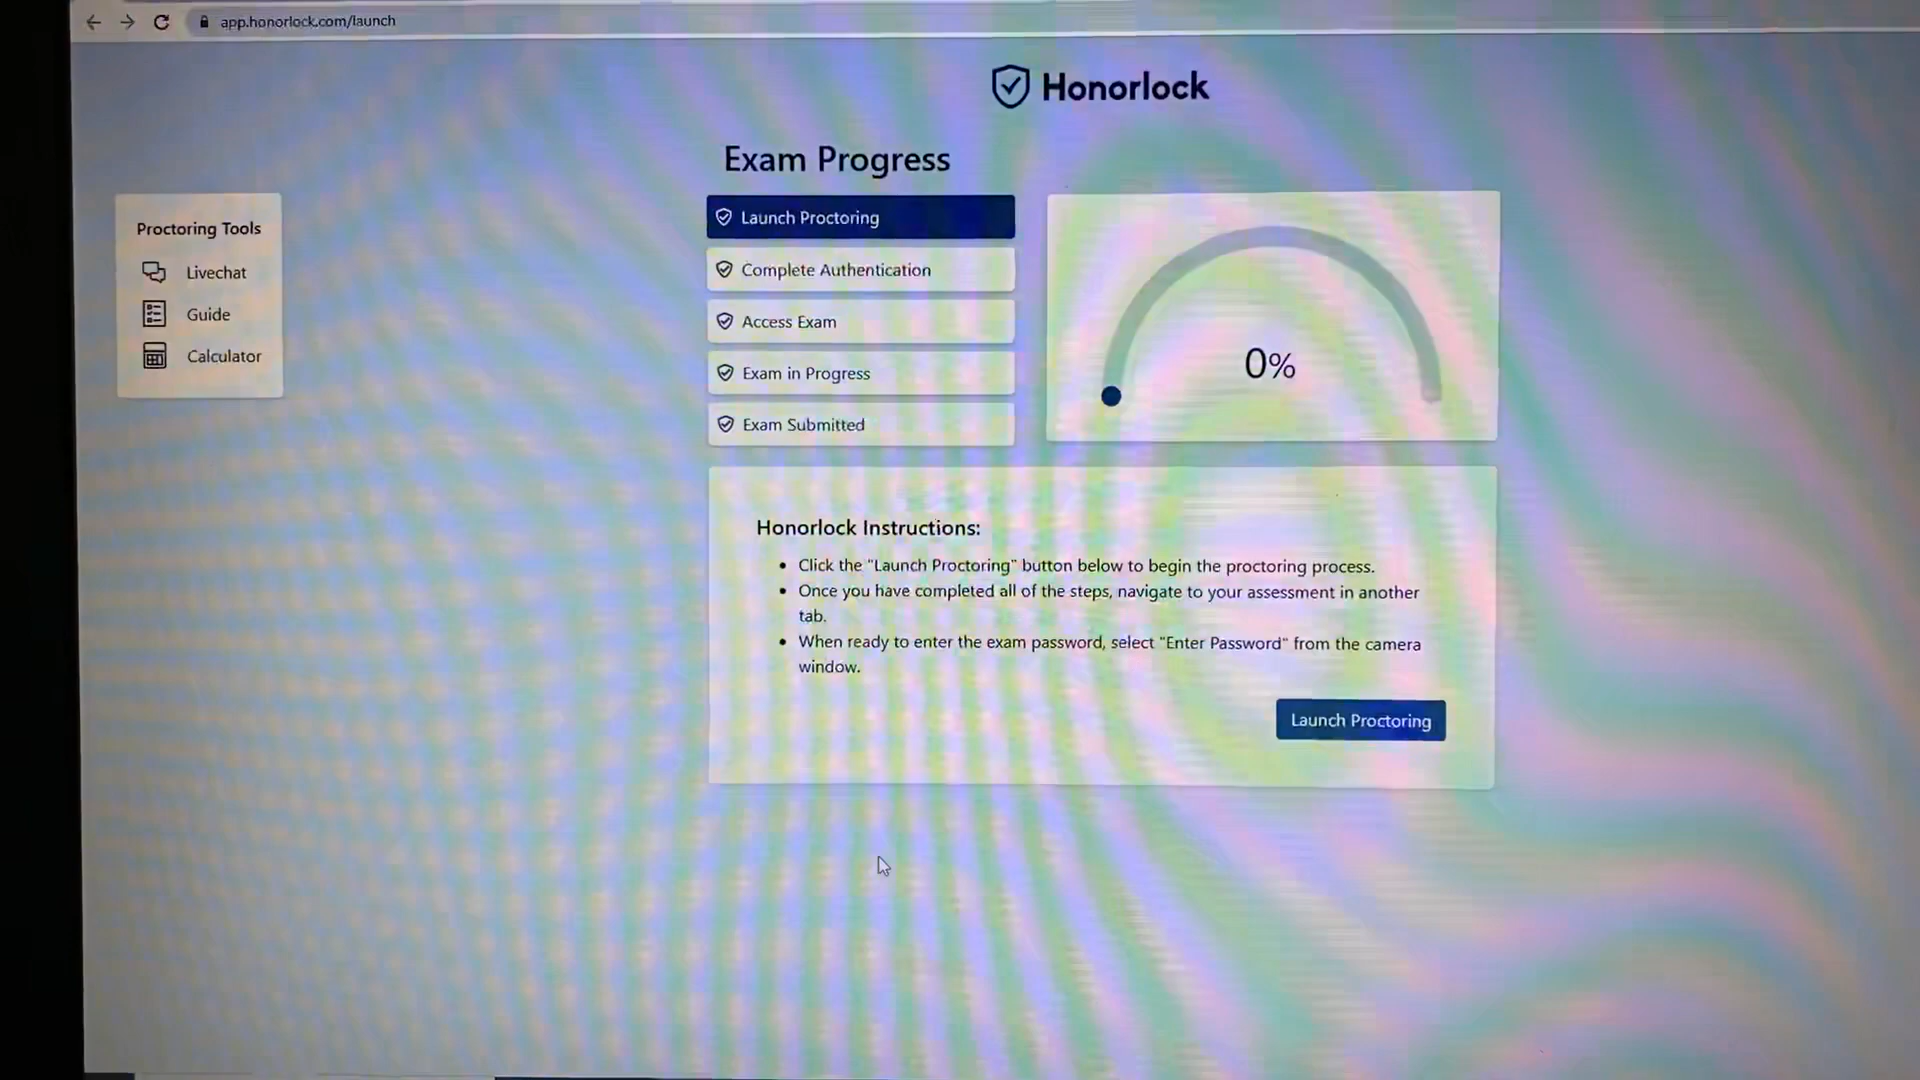 app.honorlock.com/launch
Honorlock
Exam Progress
Proctoring Tools
Livechat
Guide
Calculator
Launch Proctoring
Complete Authentication
Access Exam
Exam in Progress
Exam Submitted
0%
Honorlock Instructions:
• Click the "Launch Proctoring" button below to begin the proctoring process.
• Once you have completed all of the steps, navigate to your assessment in another
tab.
• When ready to enter the exam password, select "Enter Password" from the camera
window.
Launch Proctoring